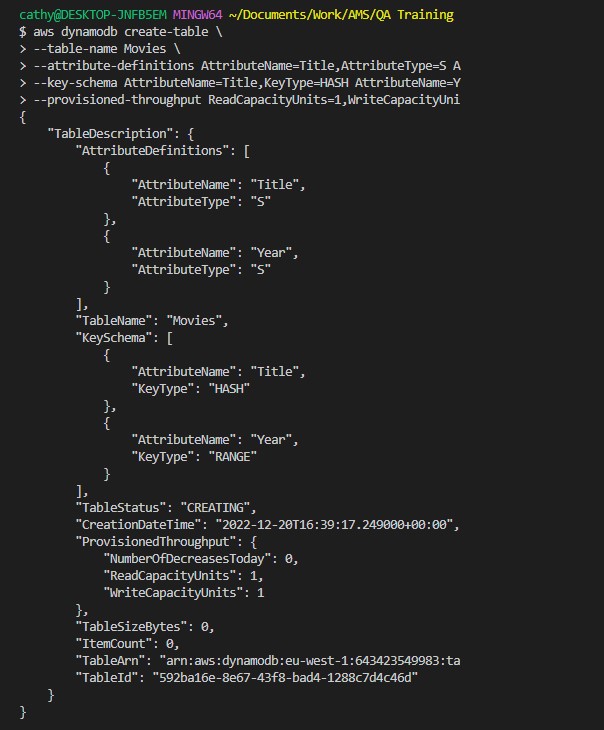 cathy@DESKTOP-JNFB5EM MINGW64 ~/Documents/Work/AMS/QA Training
$ aws dynamodb create-table \
> --table-name Movies \
> --attribute-definitions AttributeName=Title,AttributeType=S A
> --key-schema AttributeName=Title,KeyType=HASH AttributeName=Y
> --provisioned-throughput ReadCapacityUnits=1,WriteCapacityUni
{
    "TableDescription": {
        "AttributeDefinitions": [
            {
                "AttributeName": "Title",
                "AttributeType": "S"
            },
            {
                "AttributeName": "Year",
                "AttributeType": "S"
            }
        ],
        "TableName": "Movies",
        "KeySchema": [
            {
                "AttributeName": "Title",
                "KeyType": "HASH"
            },
            {
                "AttributeName": "Year",
                "KeyType": "RANGE"
            }
        ],
        "TableStatus": "CREATING",
        "CreationDateTime": "2022-12-20T16:39:17.249000+00:00",
        "ProvisionedThroughput": {
            "NumberOfDecreasesToday": 0,
            "ReadCapacityUnits": 1,
            "WriteCapacityUnits": 1
        },
        "TableSizeBytes": 0,
        "ItemCount": 0,
        "TableArn": "arn:aws:dynamodb:eu-west-1:643423549983:ta
        "TableId": "592ba16e-8e67-43f8-bad4-1288c7d4c46d"
    }
}